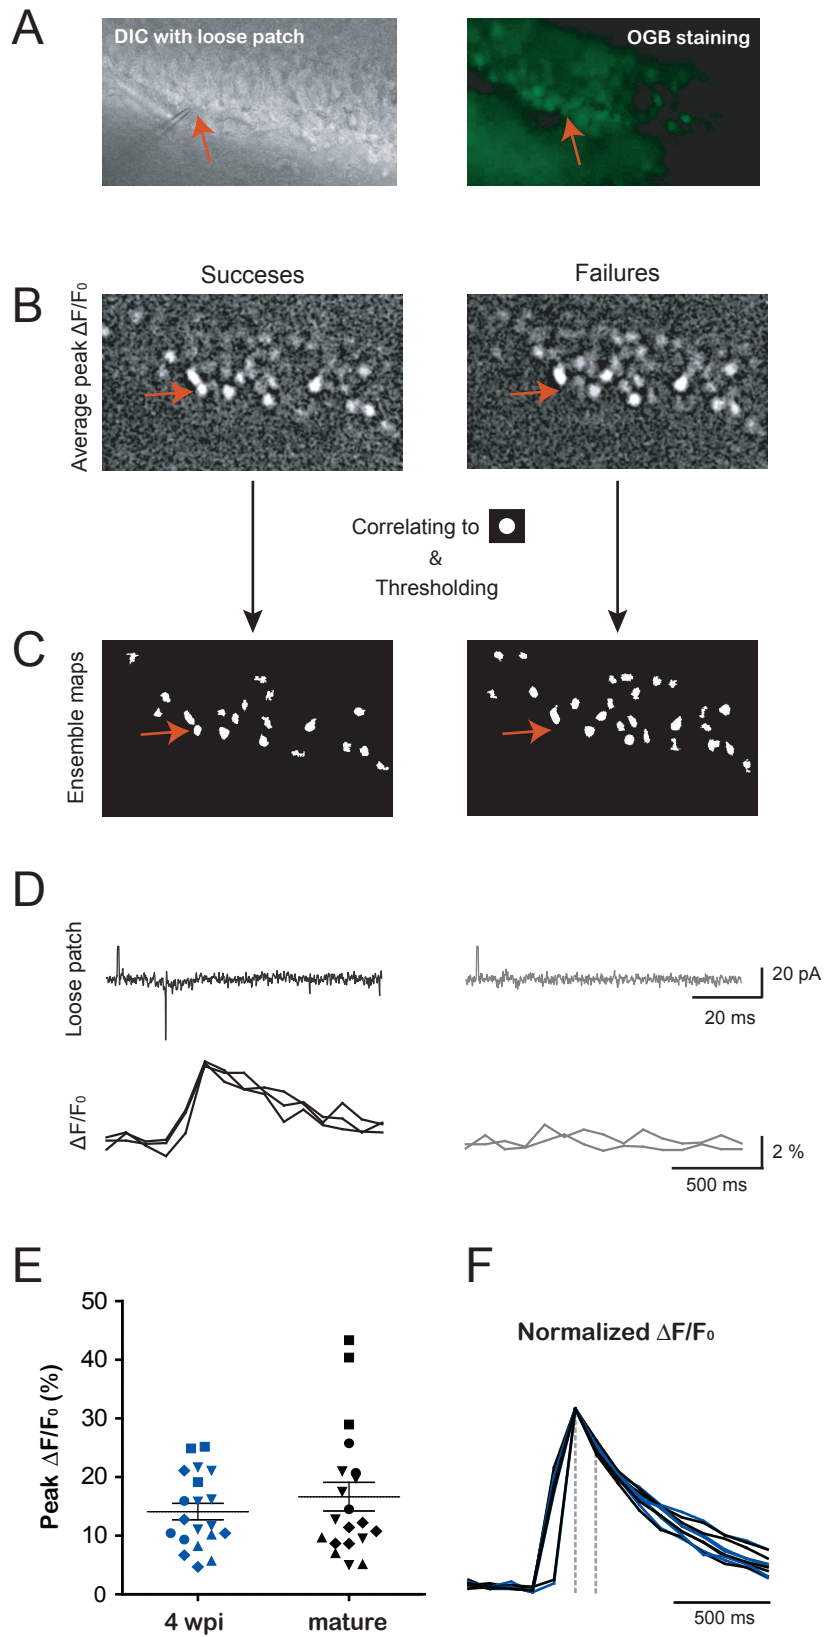 A
DIC with loose patch
OGB staining
Succeses
Failures
B
Average peak ΔF/F₀
Correlating to
&
Thresholding
C
Ensemble maps
D
Loose patch
20 pA
20 ms
ΔF/F₀
2 %
500 ms
E
F
Peak ΔF/F₀ (%)
50
40
30
20
10
0
4 wpi
mature
Normalized ΔF/F₀
500 ms